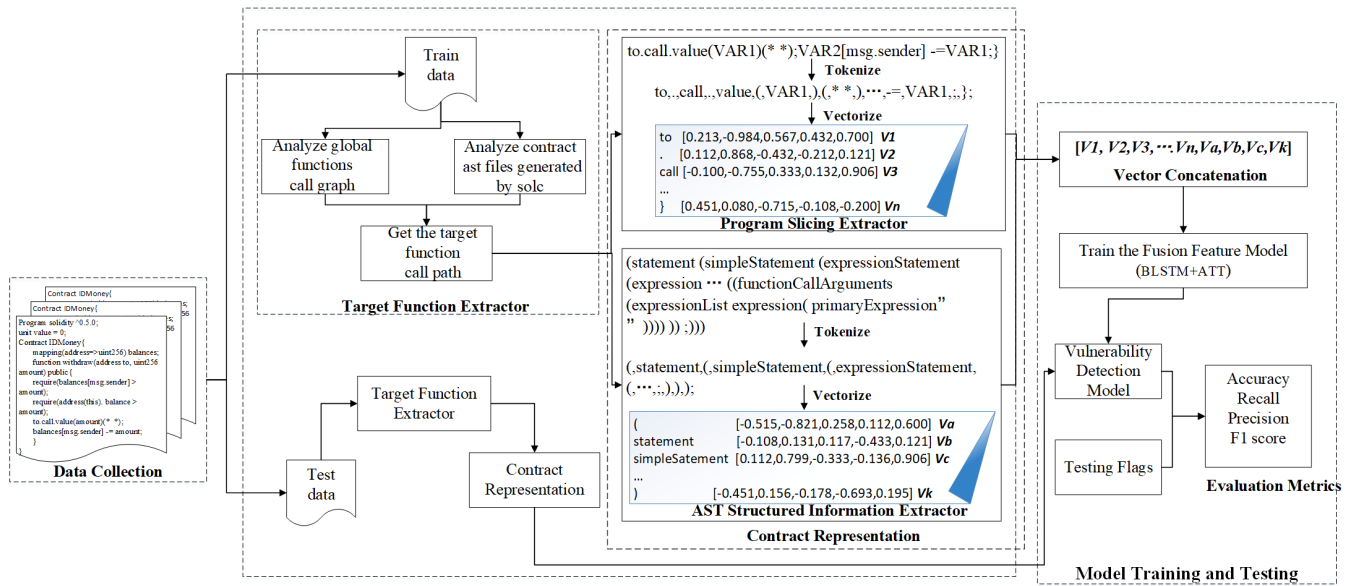 Contract IDMoney{
Contract IDMoney{
Program solidity ^0.5.0;
unit value = 0;
Contract IDMoney{
mapping(address=>uint256) balances;
function withdraw(address to, uint256
amount) public{
require(balances[msg.sender] >
amount);
require(address(this). balance >
amount);
to.call.value(amount)(* *);
balances[msg.sender] -= amount;
}
}
Data Collection
Train
data
Analyze global
functions
call graph
Analyze contract
ast files generated
by solc
Get the target
function
call path
Target Function Extractor
Test
data
Target Function
Extractor
Contract
Representation
to.call.value(VAR1)(* *);VAR2[msg.sender] -=VAR1;}
Tokenize
to,.,call,.,value,(,VAR1,),(,* *,),…,-=,VAR1,;,};
Vectorize
to [0.213,-0.984,0.567,0.432,0.700] V1
. [0.112,0.868,-0.432,-0.212,0.121] V2
call [-0.100,-0.755,0.333,0.132,0.906] V3
...
} [0.451,0.080,-0.715,-0.108,-0.200] Vn
Program Slicing Extractor
(statement (simpleStatement (expressionStatement
(expression … ((functionCallArguments
(expressionList expression( primaryExpression”
” )))) )) ;)))
Tokenize
(,statement,(,simpleStatement,(,expressionStatement,
(,…,;,),),);
Vectorize
( [-0.515,-0.821,0.258,0.112,0.600] Va
statement [-0.108,0.131,0.117,-0.433,0.121] Vb
simpleSatement [0.112,0.799,-0.333,-0.136,0.906] Vc
...
) [-0.451,0.156,-0.178,-0.693,0.195] Vk
AST Structured Information Extractor
Contract Representation
[V1, V2,V3,…,Vn,Va,Vb,Vc,Vk]
Vector Concatenation
Train the Fusion Feature Model
(BLSTM+ATT)
Vulnerability
Detection
Model
Testing Flags
Accuracy
Recall
Precision
F1 score
Evaluation Metrics
Model Training and Testing